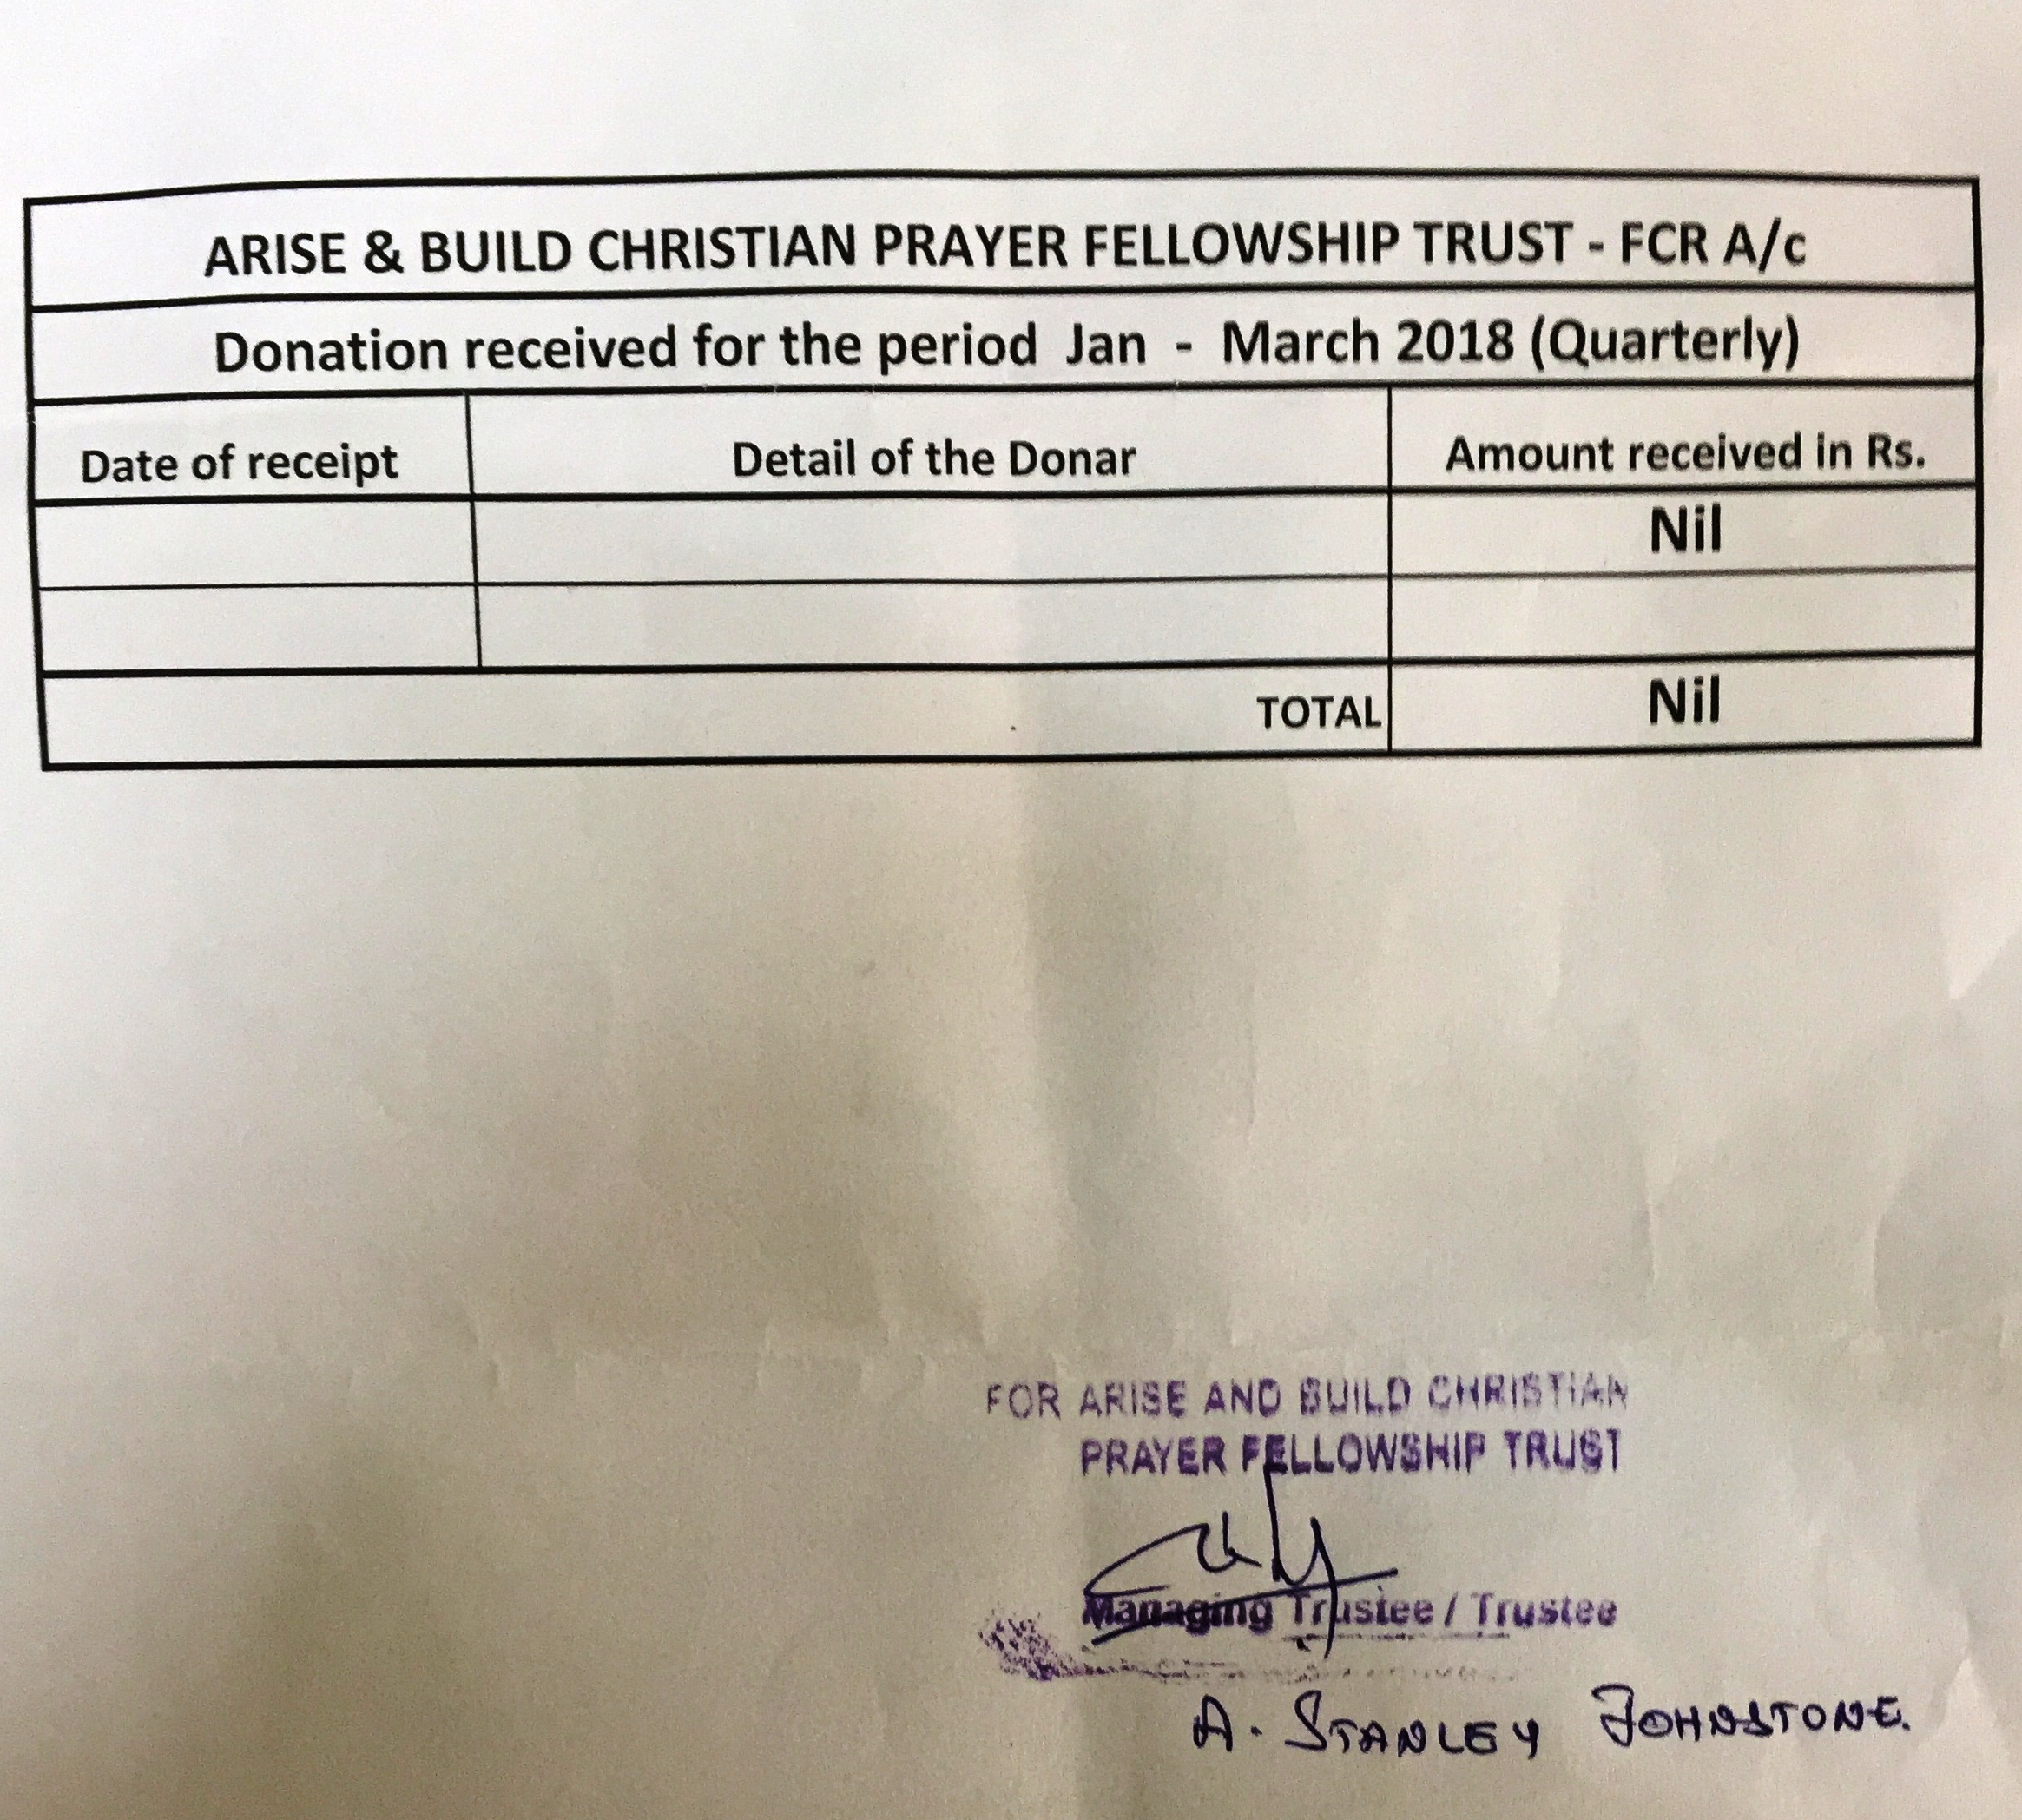 ARISE & BUILD CHRISTIAN PRAYER FELLOWSHIP TRUST - FCR A/c
Donation received for the period Jan - March 2018 (Quarterly)
Date of receipt Detail of the Donar Amount received in Rs.
Nil
TOTAL Nil
FOR ARISE AND BUILD CHRISTIAN
PRAYER FELLOWSHIP TRUST
Managing Trustee / Trustee
A. STANLEY JOHNSTONE.